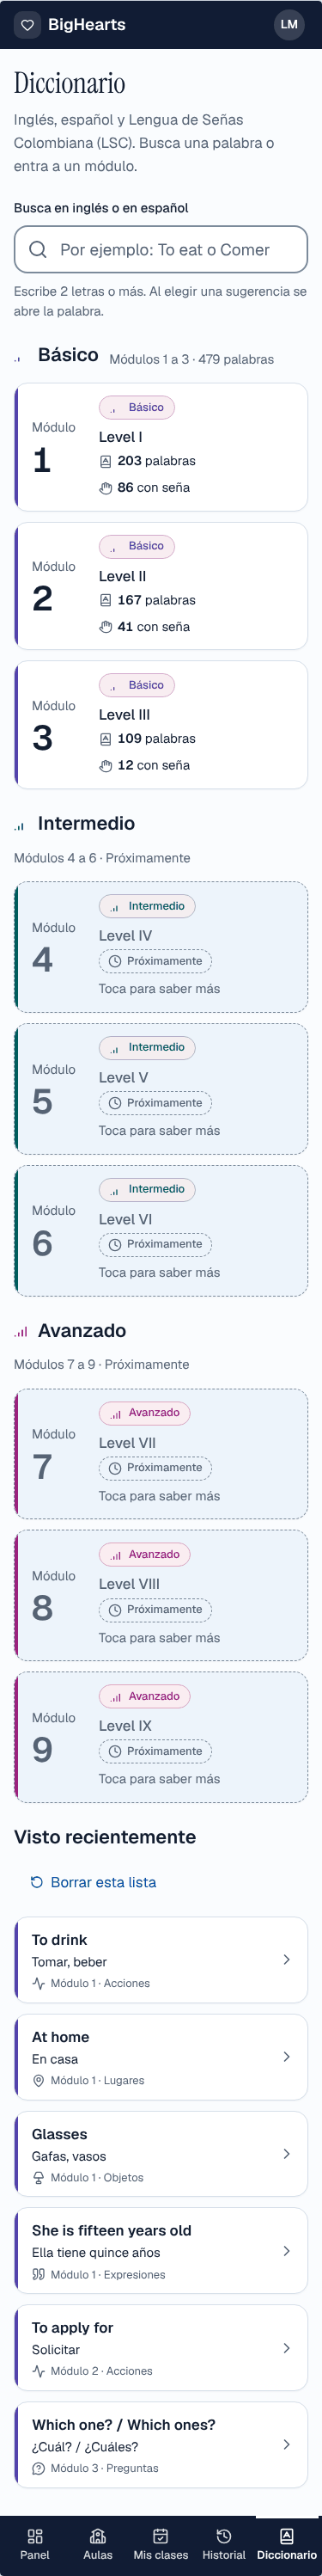 BigHearts
LM
Diccionario
Inglés, español y Lengua de Señas
Colombiana (LSC). Busca una palabra o
entra a un módulo.
Busca en inglés o en español
Por ejemplo: To eat o Comer
Escribe 2 letras o más. Al elegir una sugerencia se
abre la palabra.
Básico Módulos 1 a 3 · 479 palabras
Básico
Módulo
1
Level I
203 palabras
86 con seña
Básico
Módulo
2
Level II
167 palabras
41 con seña
Básico
Módulo
3
Level III
109 palabras
12 con seña
Intermedio
Módulos 4 a 6 · Próximamente
Intermedio
Módulo
4
Level IV
Próximamente
Toca para saber más
Intermedio
Módulo
5
Level V
Próximamente
Toca para saber más
Intermedio
Módulo
6
Level VI
Próximamente
Toca para saber más
Avanzado
Módulos 7 a 9 · Próximamente
Avanzado
Módulo
7
Level VII
Próximamente
Toca para saber más
Avanzado
Módulo
8
Level VIII
Próximamente
Toca para saber más
Avanzado
Módulo
9
Level IX
Próximamente
Toca para saber más
Visto recientemente
Borrar esta lista
To drink
Tomar, beber
Módulo 1 · Acciones
At home
En casa
Módulo 1 · Lugares
Glasses
Gafas, vasos
Módulo 1 · Objetos
She is fifteen years old
Ella tiene quince años
Módulo 1 · Expresiones
To apply for
Solicitar
Módulo 2 · Acciones
Which one? / Which ones?
¿Cuál? / ¿Cuáles?
Módulo 3 · Preguntas
Panel Aulas Mis clases Historial Diccionario